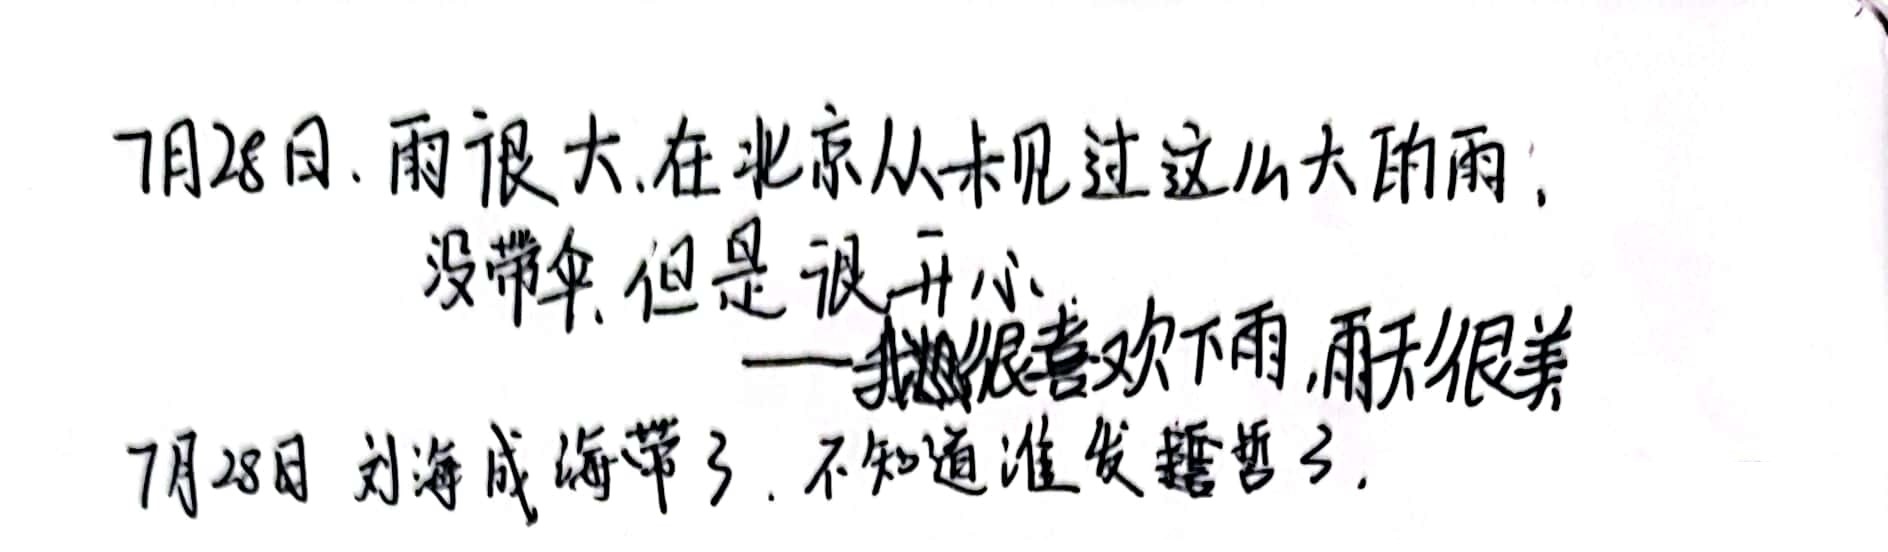 7月28日.雨很大.在北京从未见过这么大的雨,
没带伞.但是很开心.
——我很喜欢下雨,雨天很美
7月28日 刘海成海带了.不知道谁发誓了.